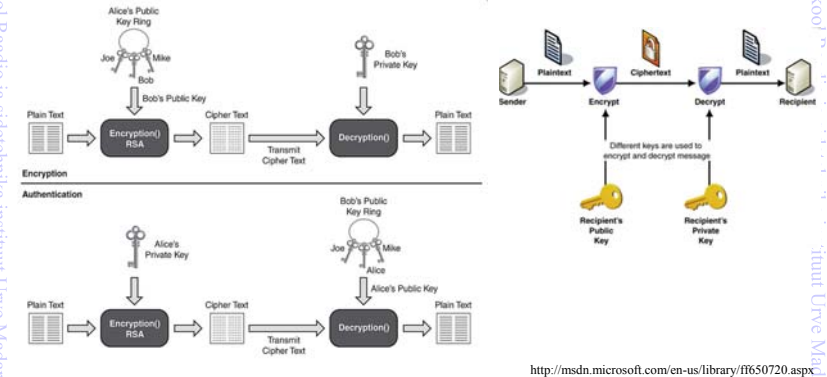 Alice's Public
Key Ring
Joe
Mike
Bob
Bob's Public Key
Bob's
Private Key
Plain Text
Encryption()
RSA
Cipher Text
Transmit
Cipher Text
Decryption()
Plain Text
Encryption
Authentication
Alice's
Private Key
Bob's Public
Key Ring
Joe
Mike
Alice
Alice's Public Key
Plain Text
Encryption()
RSA
Cipher Text
Transmit
Cipher Text
Decryption()
Plain Text
Plaintext
Ciphertext
Plaintext
Sender
Encrypt
Decrypt
Recipient
Different keys are used to
encrypt and decrypt message
Recipient's
Public
Key
Recipient's
Private
Key
http://msdn.microsoft.com/en-us/library/ff650720.aspx